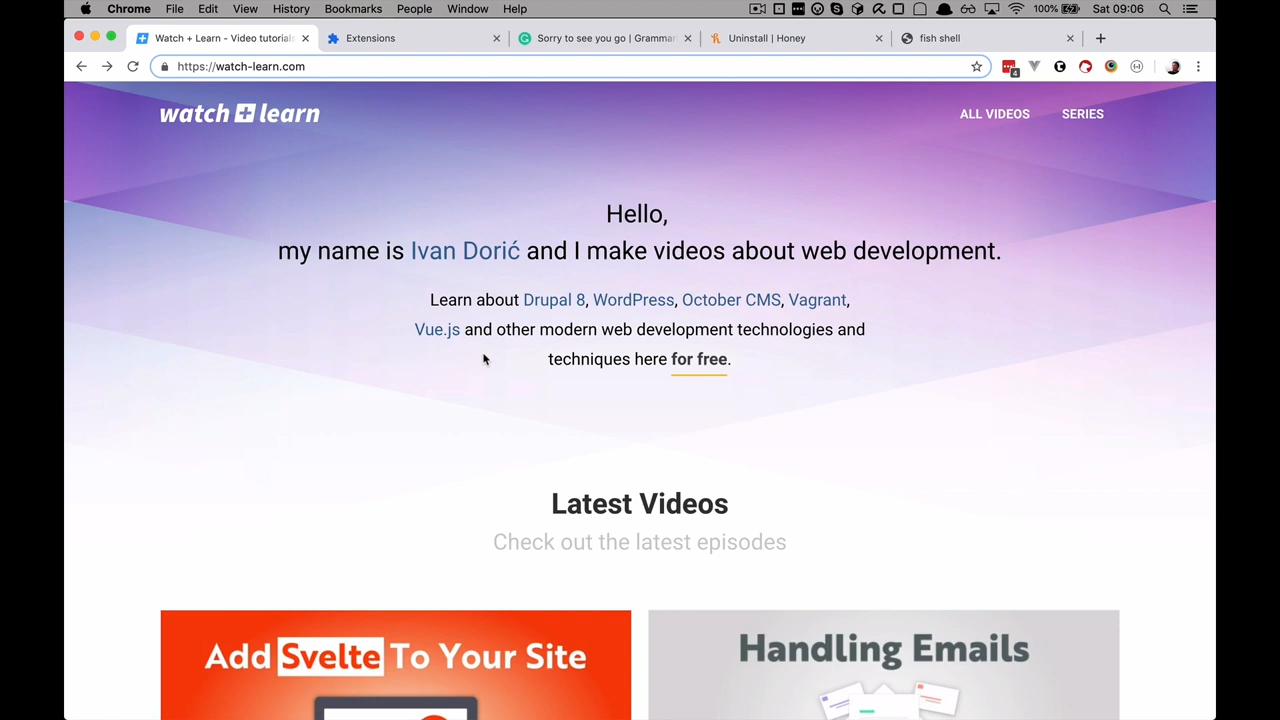 Chrome File Edit View History Bookmarks People Window Help 100% Sat 09:06
Watch + Learn - Video tutorials Extensions Sorry to see you go | Grammar Uninstall | Honey fish shell
https://watch-learn.com 4
watch learn ALL VIDEOS SERIES
Hello,
my name is Ivan Dorić and I make videos about web development.
Learn about Drupal 8, WordPress, October CMS, Vagrant,
Vue.js and other modern web development technologies and
techniques here for free.
Latest Videos
Check out the latest episodes
Add Svelte To Your Site
Handling Emails